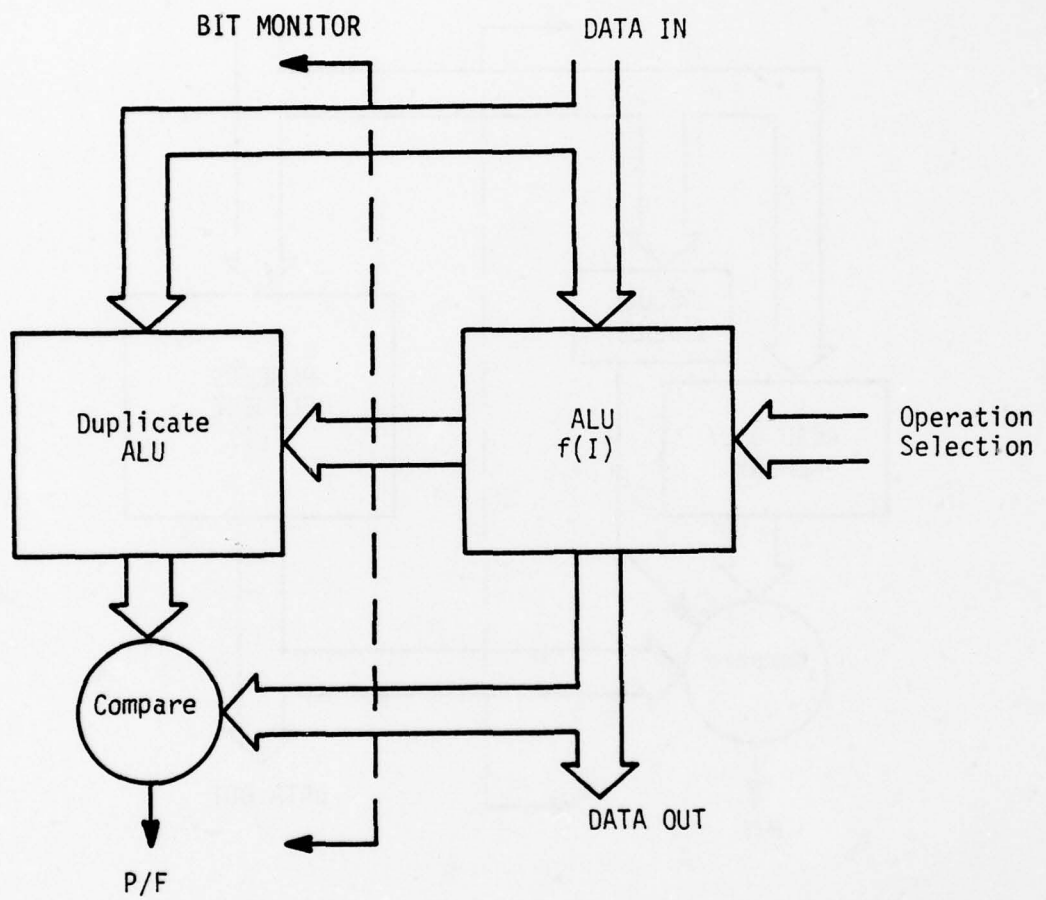 BIT MONITOR
DATA IN
Duplicate
ALU
ALU
f(I)
Operation
Selection
Compare
DATA OUT
P/F